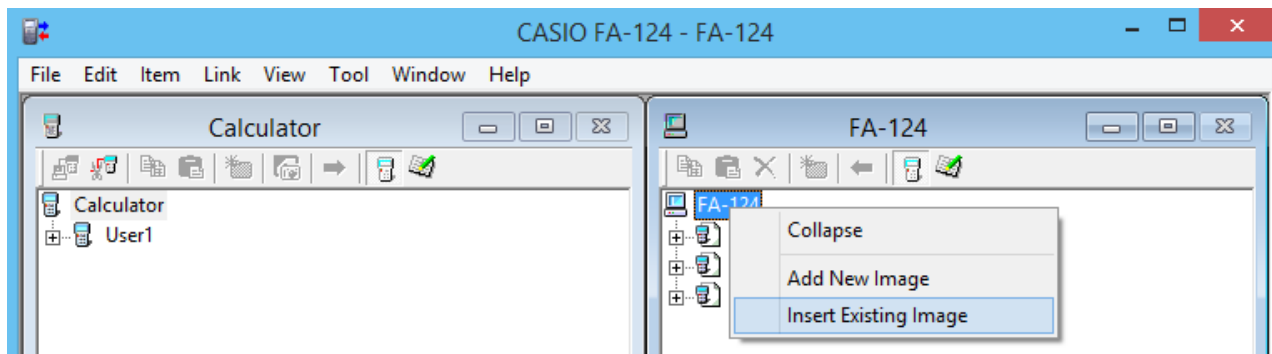 CASIO FA-124 - FA-124
File Edit Item Link View Tool Window Help
Calculator
FA-124
Calculator
User1
FA-124
Collapse
Add New Image
Insert Existing Image